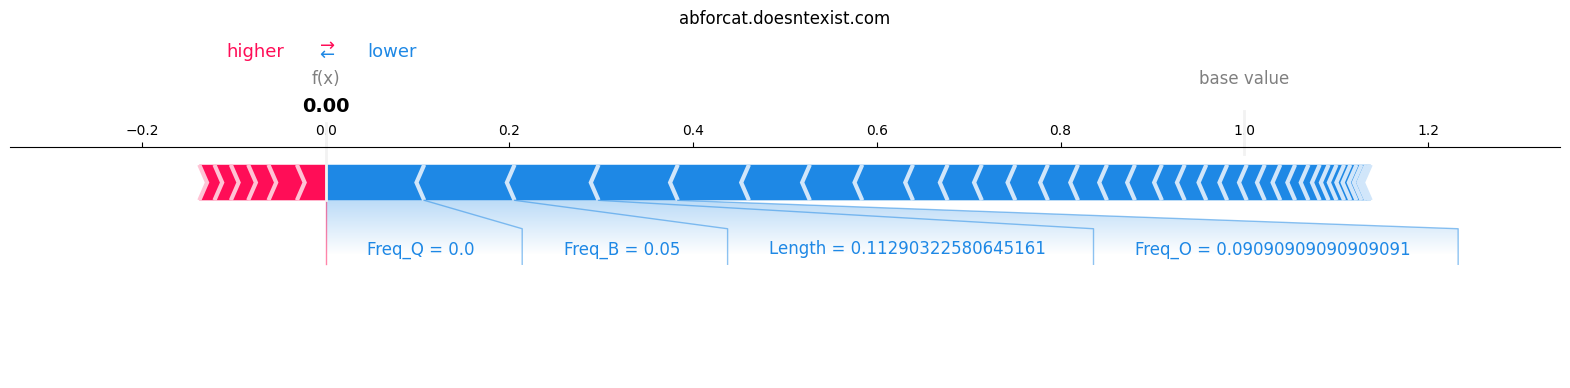 abforcat.doesntexist.com
higher ⇄ lower
f(x) base value
0.00
−0.2 0.0 0.2 0.4 0.6 0.8 1.0 1.2
Freq_Q = 0.0 Freq_B = 0.05 Length = 0.11290322580645161 Freq_O = 0.09090909090909091